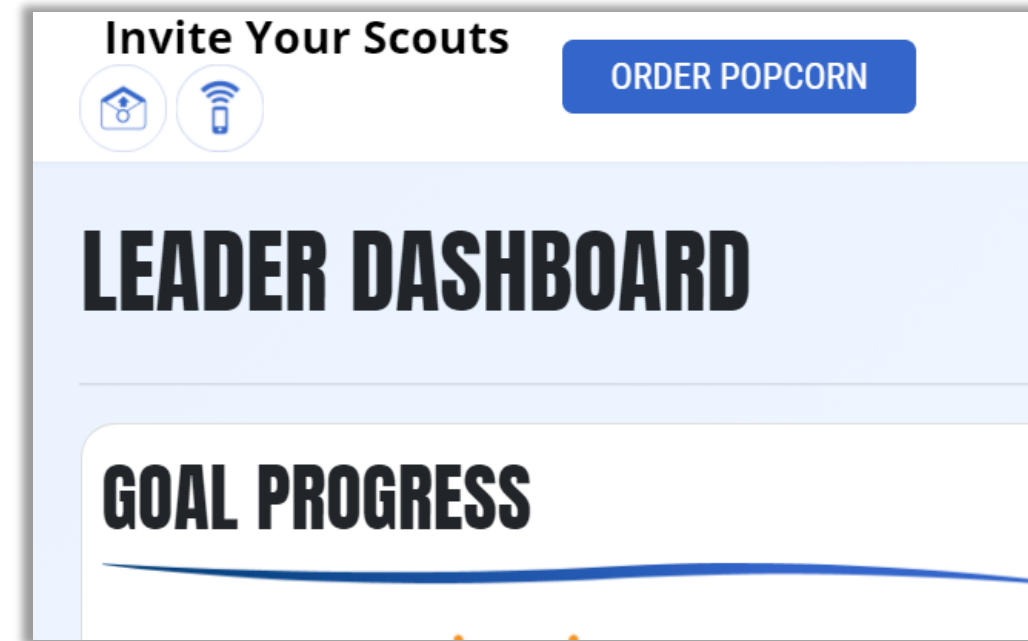 Invite Your Scouts
ORDER POPCORN
LEADER DASHBOARD
GOAL PROGRESS